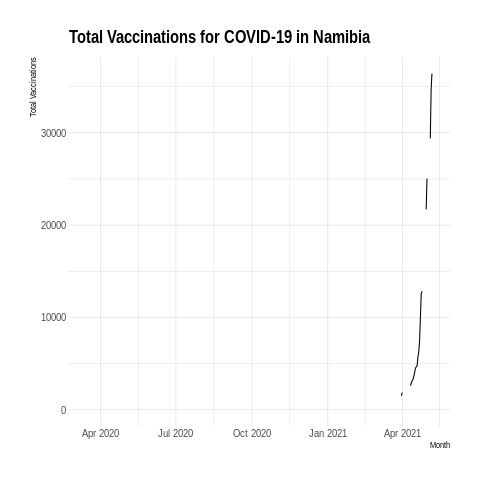 Total Vaccinations for COVID-19 in Namibia
Total Vaccinations
30000
20000
10000
0
Apr 2020 Jul 2020 Oct 2020 Jan 2021 Apr 2021
Month